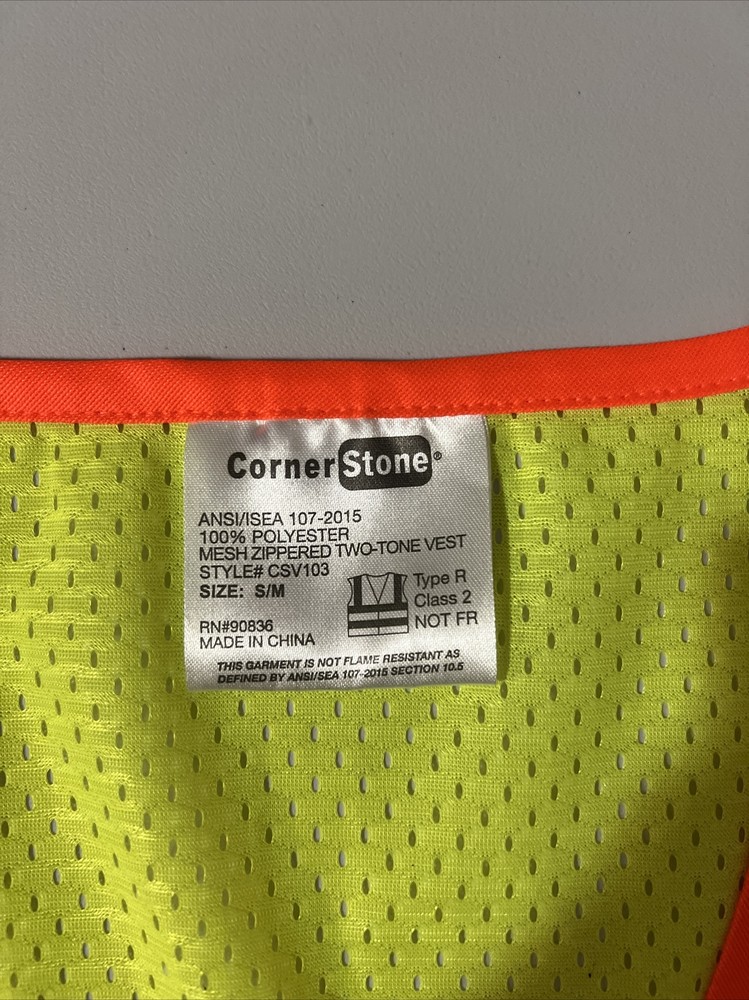 CornerStone®
ANSI/ISEA 107-2015
100% POLYESTER
MESH ZIPPERED TWO-TONE VEST
STYLE# CSV103
SIZE: S/M
Type R
Class 2
NOT FR
RN#90836
MADE IN CHINA
THIS GARMENT IS NOT FLAME RESISTANT AS
DEFINED BY ANSI/SEA 107-2015 SECTION 10.5